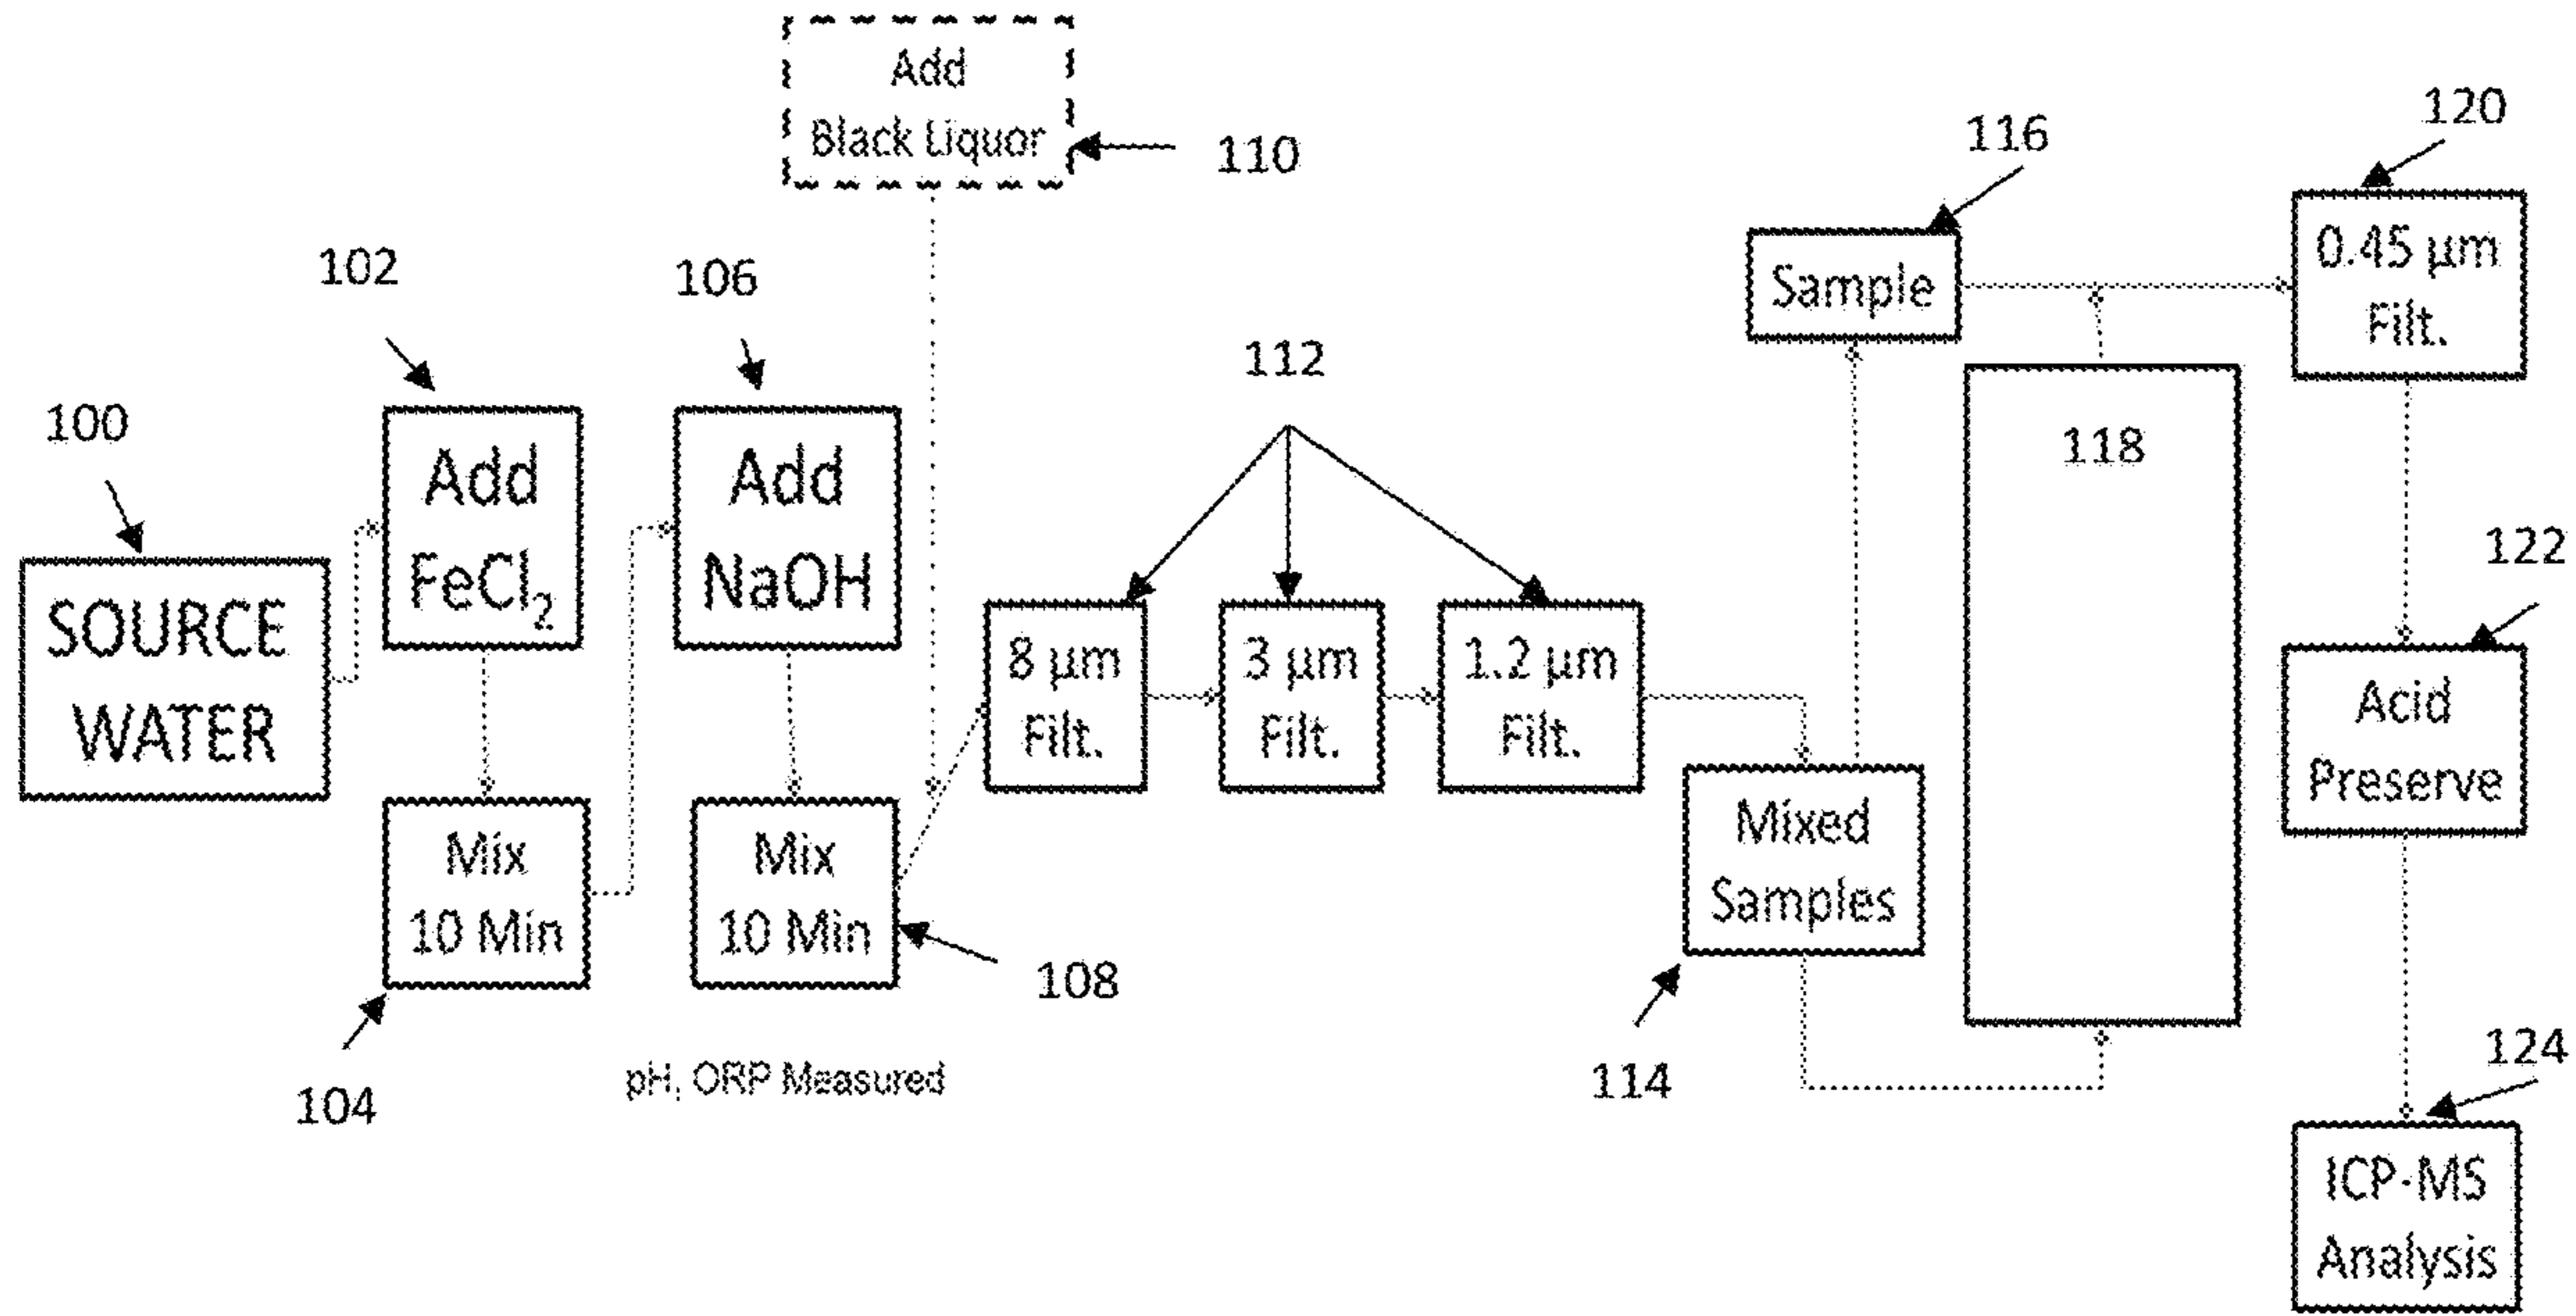 Add
Black Liquor
110
120
116
102
106
112
0.45 µm
Filt.
Sample
100
Add
FeCl₂
Add
NaOH
118
122
SOURCE
WATER
8 µm
Filt.
3 µm
Filt.
1.2 µm
Filt.
Acid
Preserve
Mix
10 Min
Mix
10 Min
Mixed
Samples
108
104
pH, ORP Measured
114
124
ICP-MS
Analysis